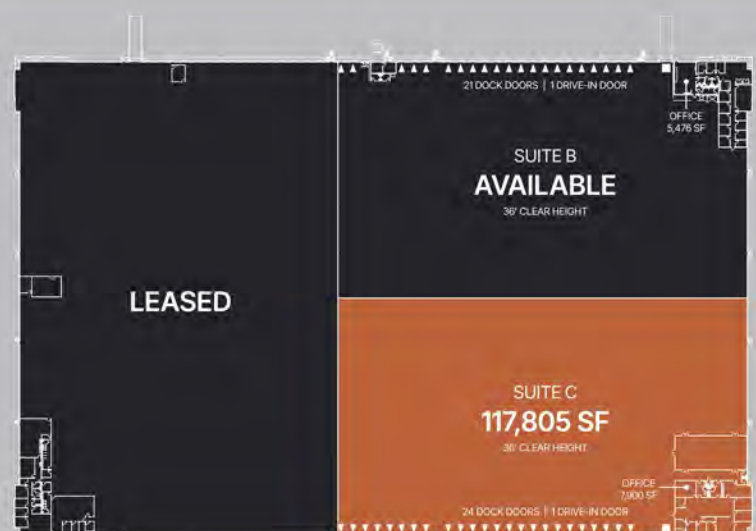 21 DOCK DOORS | 1 DRIVE-IN DOOR
OFFICE
5,476 SF
SUITE B
AVAILABLE
36' CLEAR HEIGHT
LEASED
SUITE C
117,805 SF
36' CLEAR HEIGHT
OFFICE
7,900 SF
24 DOCK DOORS | 1 DRIVE-IN DOOR